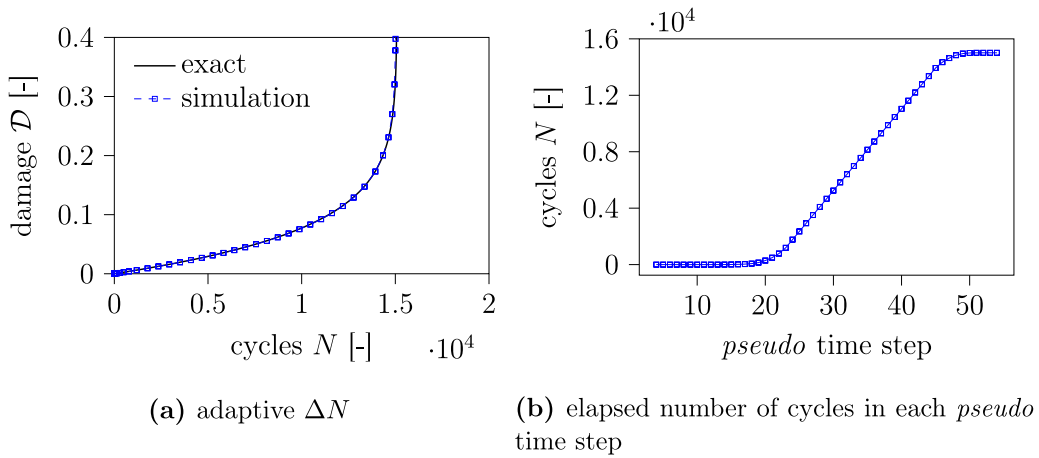 damage 𝒟 [-]
0.4
0.3
0.2
0.1
0
exact
simulation
0 0.5 1 1.5 2
cycles N [-] ·10⁴
(a) adaptive ΔN
·10⁴
cycles N [-]
1.6
1.2
0.8
0.4
0
10 20 30 40 50
pseudo time step
(b) elapsed number of cycles in each pseudo
time step